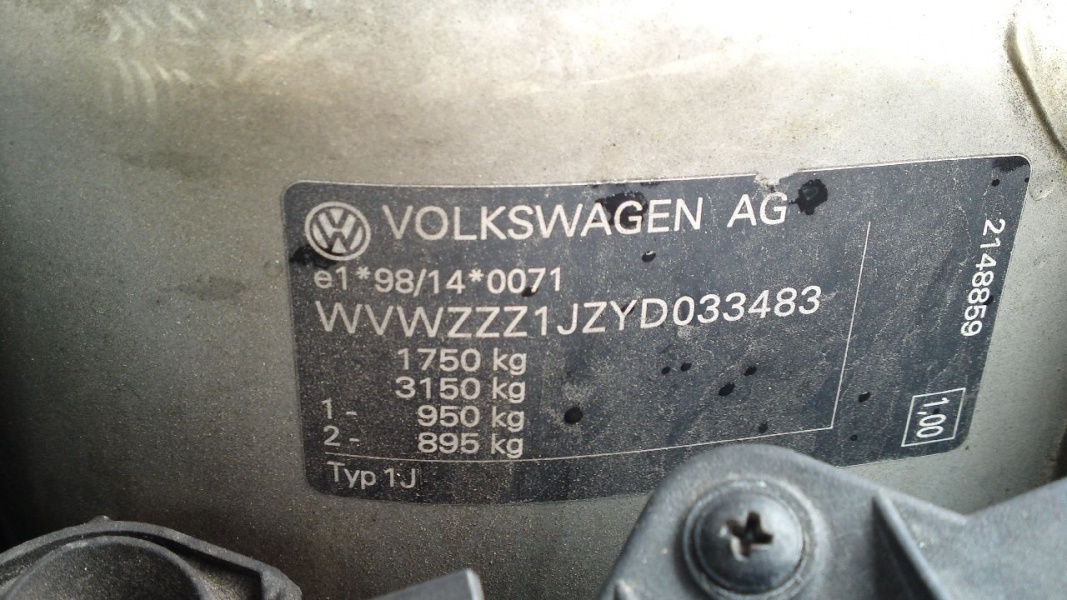 VOLKSWAGEN AG
e1*98/14*0071
WVWZZZ1JZYD033483
1750 kg
3150 kg
1- 950 kg
2- 895 kg
Typ 1J
2148859
1,00